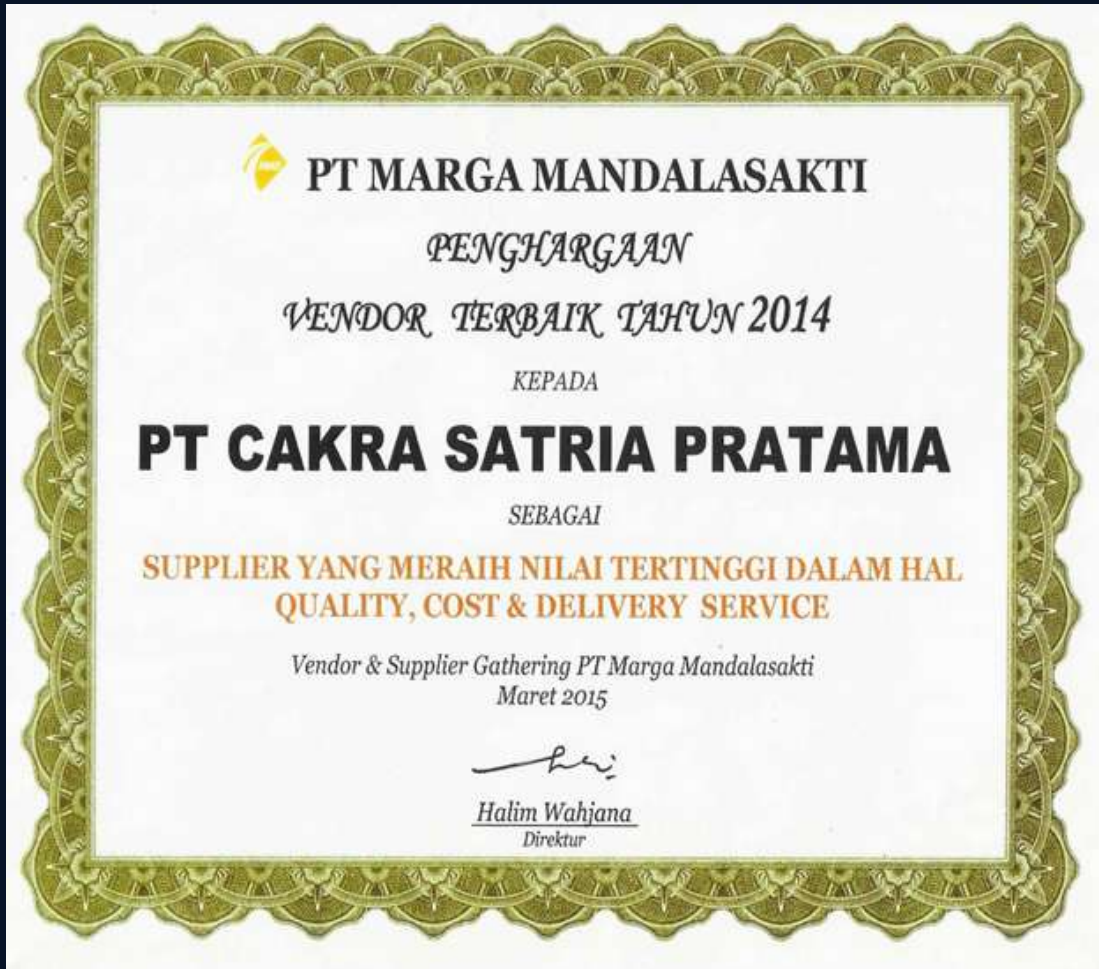 PT MARGA MANDALASAKTI
PENGHARGAAN
VENDOR TERBAIK TAHUN 2014
KEPADA
PT CAKRA SATRIA PRATAMA
SEBAGAI
SUPPLIER YANG MERAIH NILAI TERTINGGI DALAM HAL
QUALITY, COST & DELIVERY SERVICE
Vendor & Supplier Gathering PT Marga Mandalasakti
Maret 2015
Halim Wahjana
Direktur